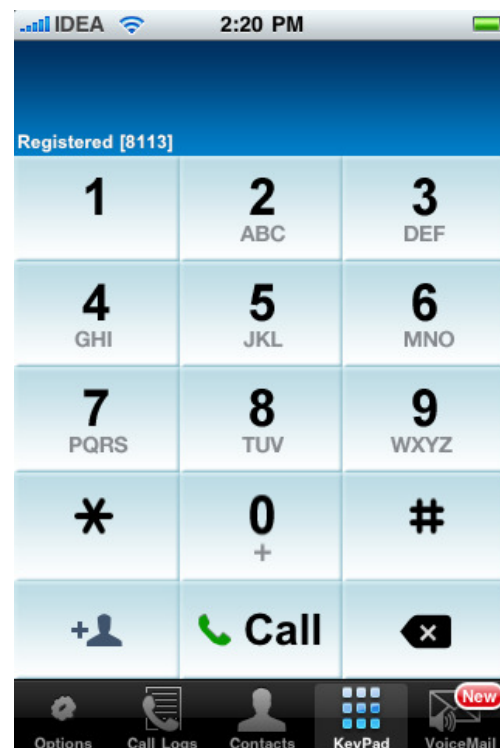 IDEA 2:20 PM
Registered [8113]
1 2 3
ABC DEF
4 5 6
GHI JKL MNO
7 8 9
PQRS TUV WXYZ
* 0 #
+
+ Call ×
New
Options Call Logs Contacts KeyPad VoiceMail